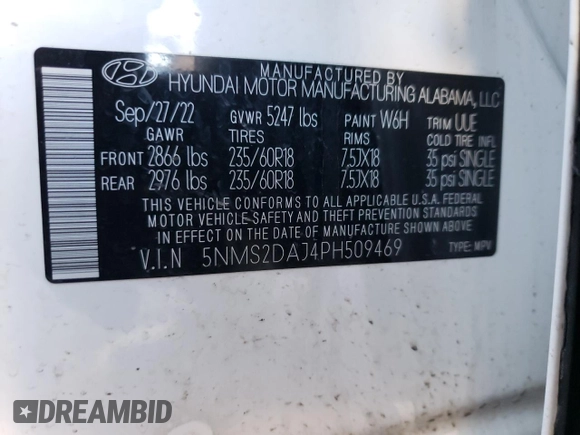 MANUFACTURED BY
HYUNDAI MOTOR MANUFACTURING ALABAMA, LLC
Sep/27/22 GVWR 5247 lbs PAINT W6H TRIM UUE
GAWR TIRES RIMS COLD TIRE INFL
FRONT 2866 lbs 235/60R18 7.5JX18 35 psi SINGLE
REAR 2976 lbs 235/60R18 7.5JX18 35 psi SINGLE
THIS VEHICLE CONFORMS TO ALL APPLICABLE U.S.A. FEDERAL
MOTOR VEHICLE SAFETY AND THEFT PREVENTION STANDARDS
IN EFFECT ON THE DATE OF MANUFACTURE SHOWN ABOVE
V.I.N 5NMS2DAJ4PH509469 TYPE: MPV
DREAMBID